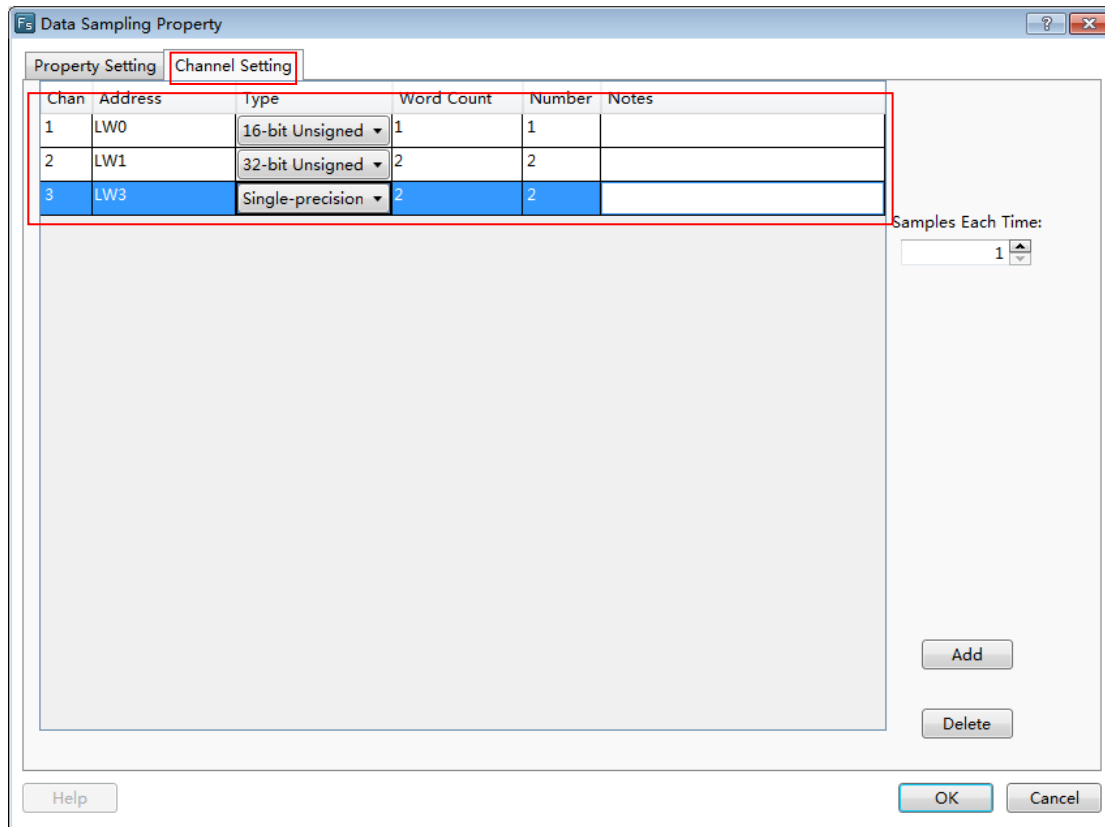 Fs Data Sampling Property
Property Setting Channel Setting
Chan Address Type Word Count Number Notes
1 LW0 16-bit Unsigned 1 1
2 LW1 32-bit Unsigned 2 2
3 LW3 Single-precision 2 2
Samples Each Time:
1
Add
Delete
Help OK Cancel